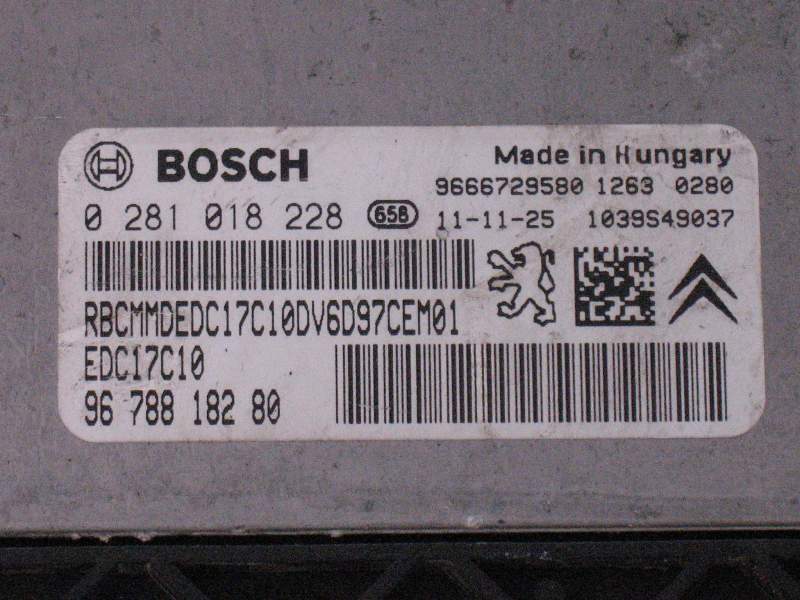 BOSCH
Made in Hungary
9666729580 1263 0280
0 281 018 228 658 11-11-25 1039S49037
RBCMMDEDC17C10DV6D97CEM01
EDC17C10
96 788 182 80